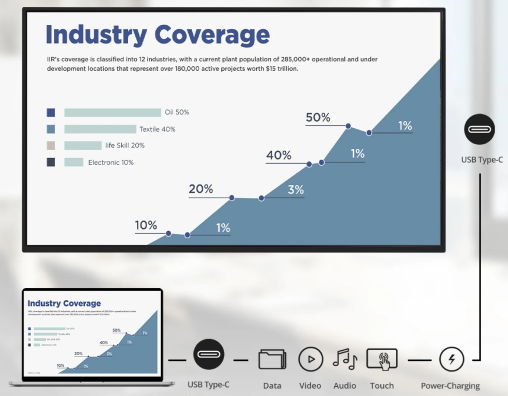 Industry Coverage
IIR's coverage is classified into 12 industries, with a current plant population of 285,000+ operational and under
development locations that represent over 180,000 active projects worth $15 trillion.
Oil 50%
Textile 40%
life Skill 20%
Electronic 10%
50%
1%
40%
1%
20%
3%
10%
1%
USB Type-C
Industry Coverage
50%
1%
40%
1%
20%
3%
10%
1%
USB Type-C
Data
Video
Audio
Touch
Power-Charging